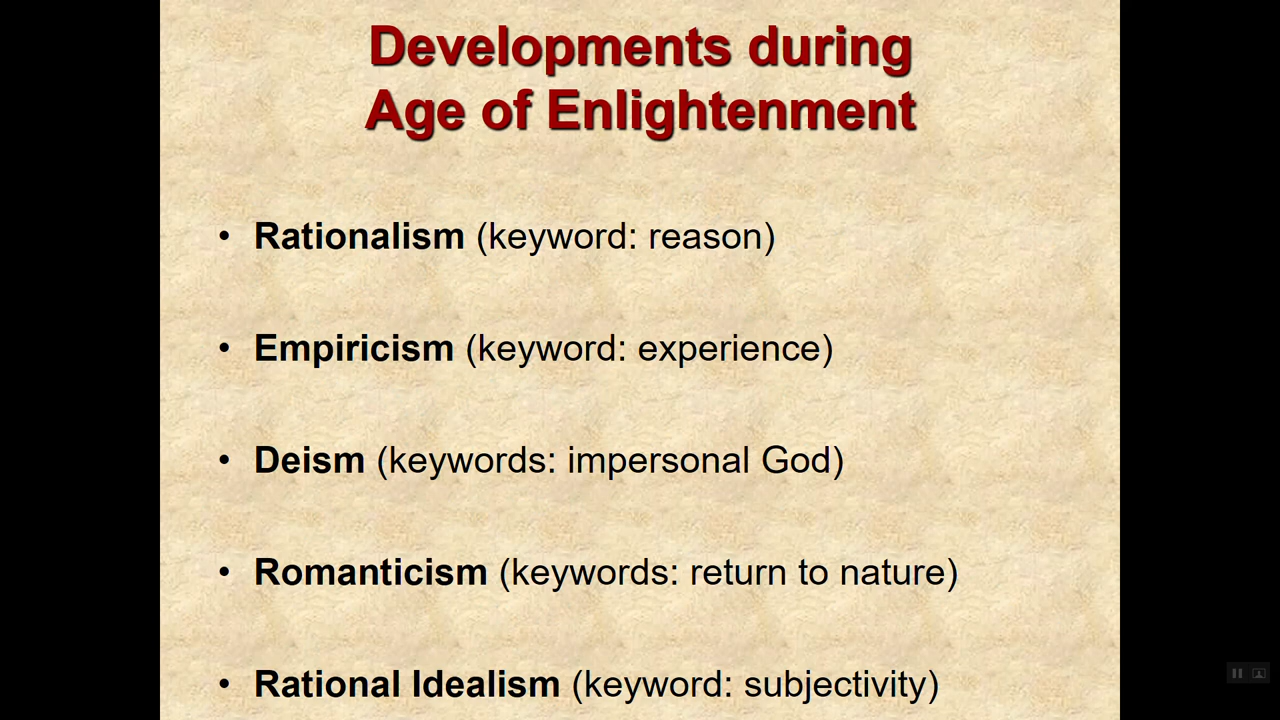 Developments during
Age of Enlightenment
• Rationalism (keyword: reason)
• Empiricism (keyword: experience)
• Deism (keywords: impersonal God)
• Romanticism (keywords: return to nature)
• Rational Idealism (keyword: subjectivity)